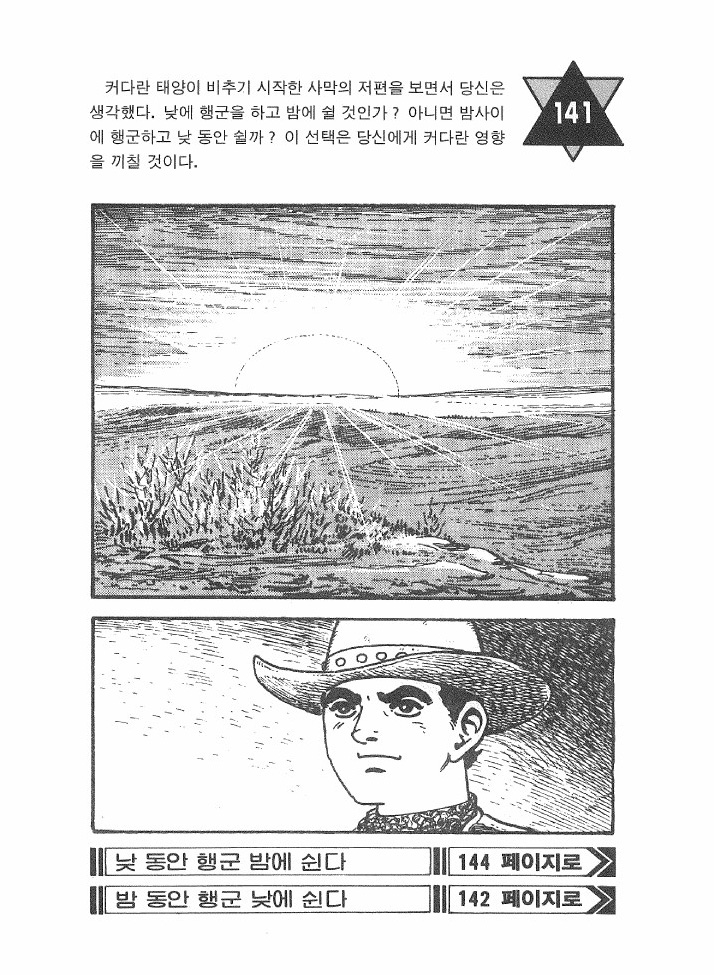 커다란 태양이 비추기 시작한 사막의 저편을 보면서 당신은
생각했다. 낮에 행군을 하고 밤에 쉴 것인가? 아니면 밤사이
에 행군하고 낮 동안 쉴까? 이 선택은 당신에게 커다란 영향
을 끼칠 것이다.
141
낮 동안 행군 밤에 쉰다
144 페이지로
밤 동안 행군 낮에 쉰다
142 페이지로